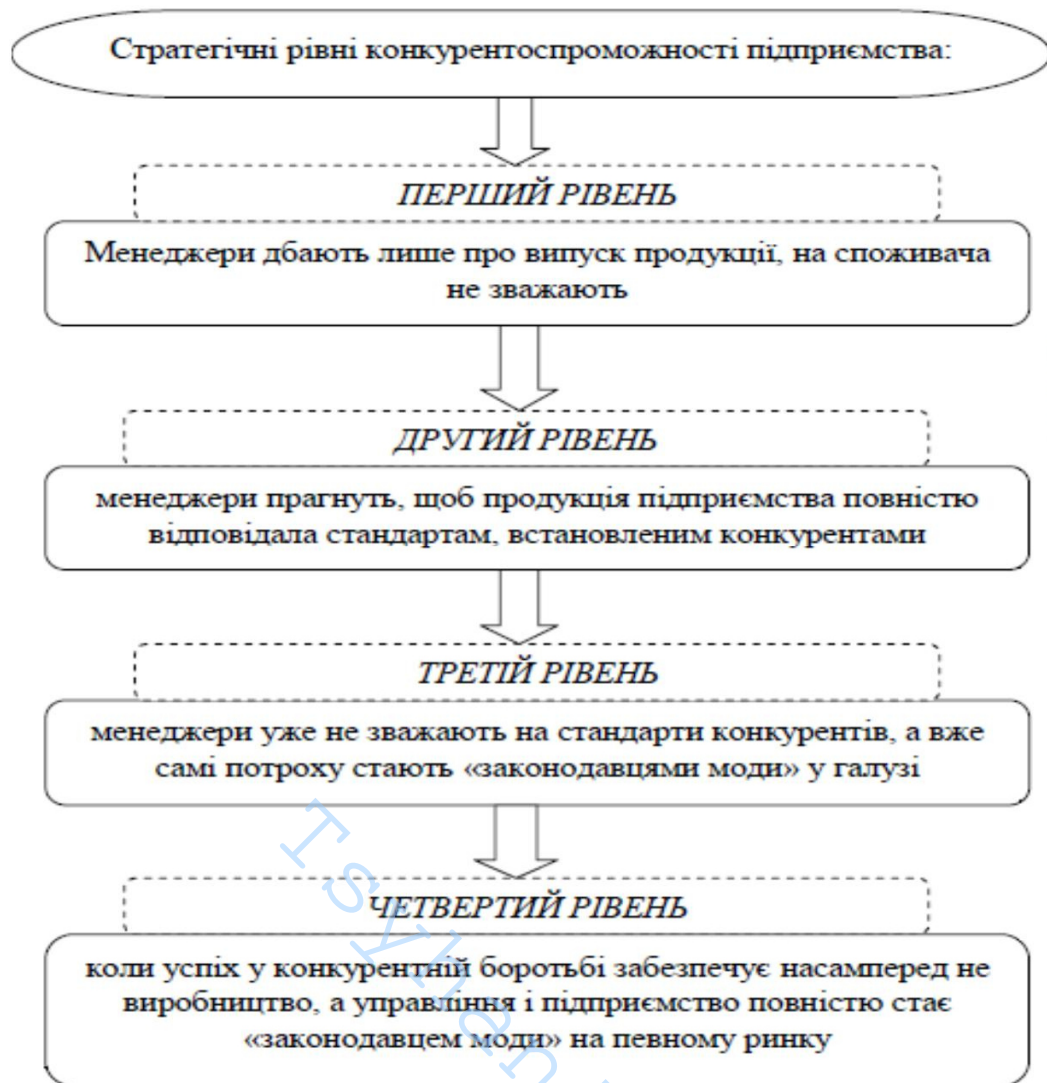 Стратегічні рівні конкурентоспроможності підприємства:
ПЕРШИЙ РІВЕНЬ
Менеджери дбають лише про випуск продукції, на споживача
не зважають
ДРУГИЙ РІВЕНЬ
менеджери прагнуть, щоб продукція підприємства повністю
відповідала стандартам, встановленим конкурентами
ТРЕТІЙ РІВЕНЬ
менеджери уже не зважають на стандарти конкурентів, а вже
самі потроху стають «законодавцями моди» у галузі
ЧЕТВЕРТИЙ РІВЕНЬ
коли успіх у конкурентній боротьбі забезпечує насамперед не
виробництво, а управління і підприємство повністю стає
«законодавцем моди» на певному ринку